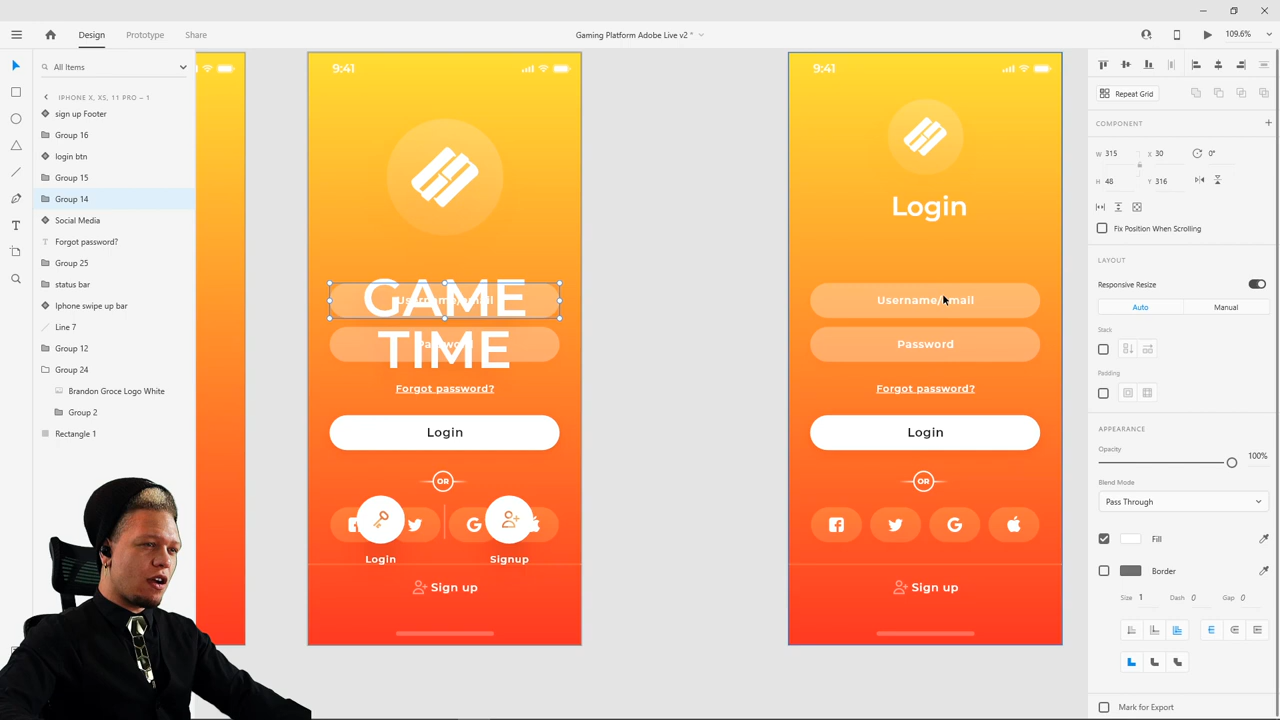 Design
Prototype
Share
Gaming Platform Adobe Live v2 *
109.6%
All Items
IPHONE X, XS, 11 PRO – 1
sign up Footer
Group 16
login btn
Group 15
Group 14
Social Media
Forgot password?
Group 25
status bar
Iphone swipe up bar
Line 7
Group 12
Group 24
Brandon Groce Logo White
Group 2
Rectangle 1
9:41
GAME
TIME
Forgot password?
Login
OR
Login
Signup
Sign up
9:41
Login
Username/Email
Password
Forgot password?
Login
OR
Sign up
Repeat Grid
COMPONENT
W 315
X 30
0°
H 48
Y 316
Fix Position When Scrolling
LAYOUT
Responsive Resize
Auto
Manual
Stack
Padding
APPEARANCE
Opacity
100%
Blend Mode
Pass Through
Fill
Border
Size 1
Dash 0
Gap 0
Mark for Export